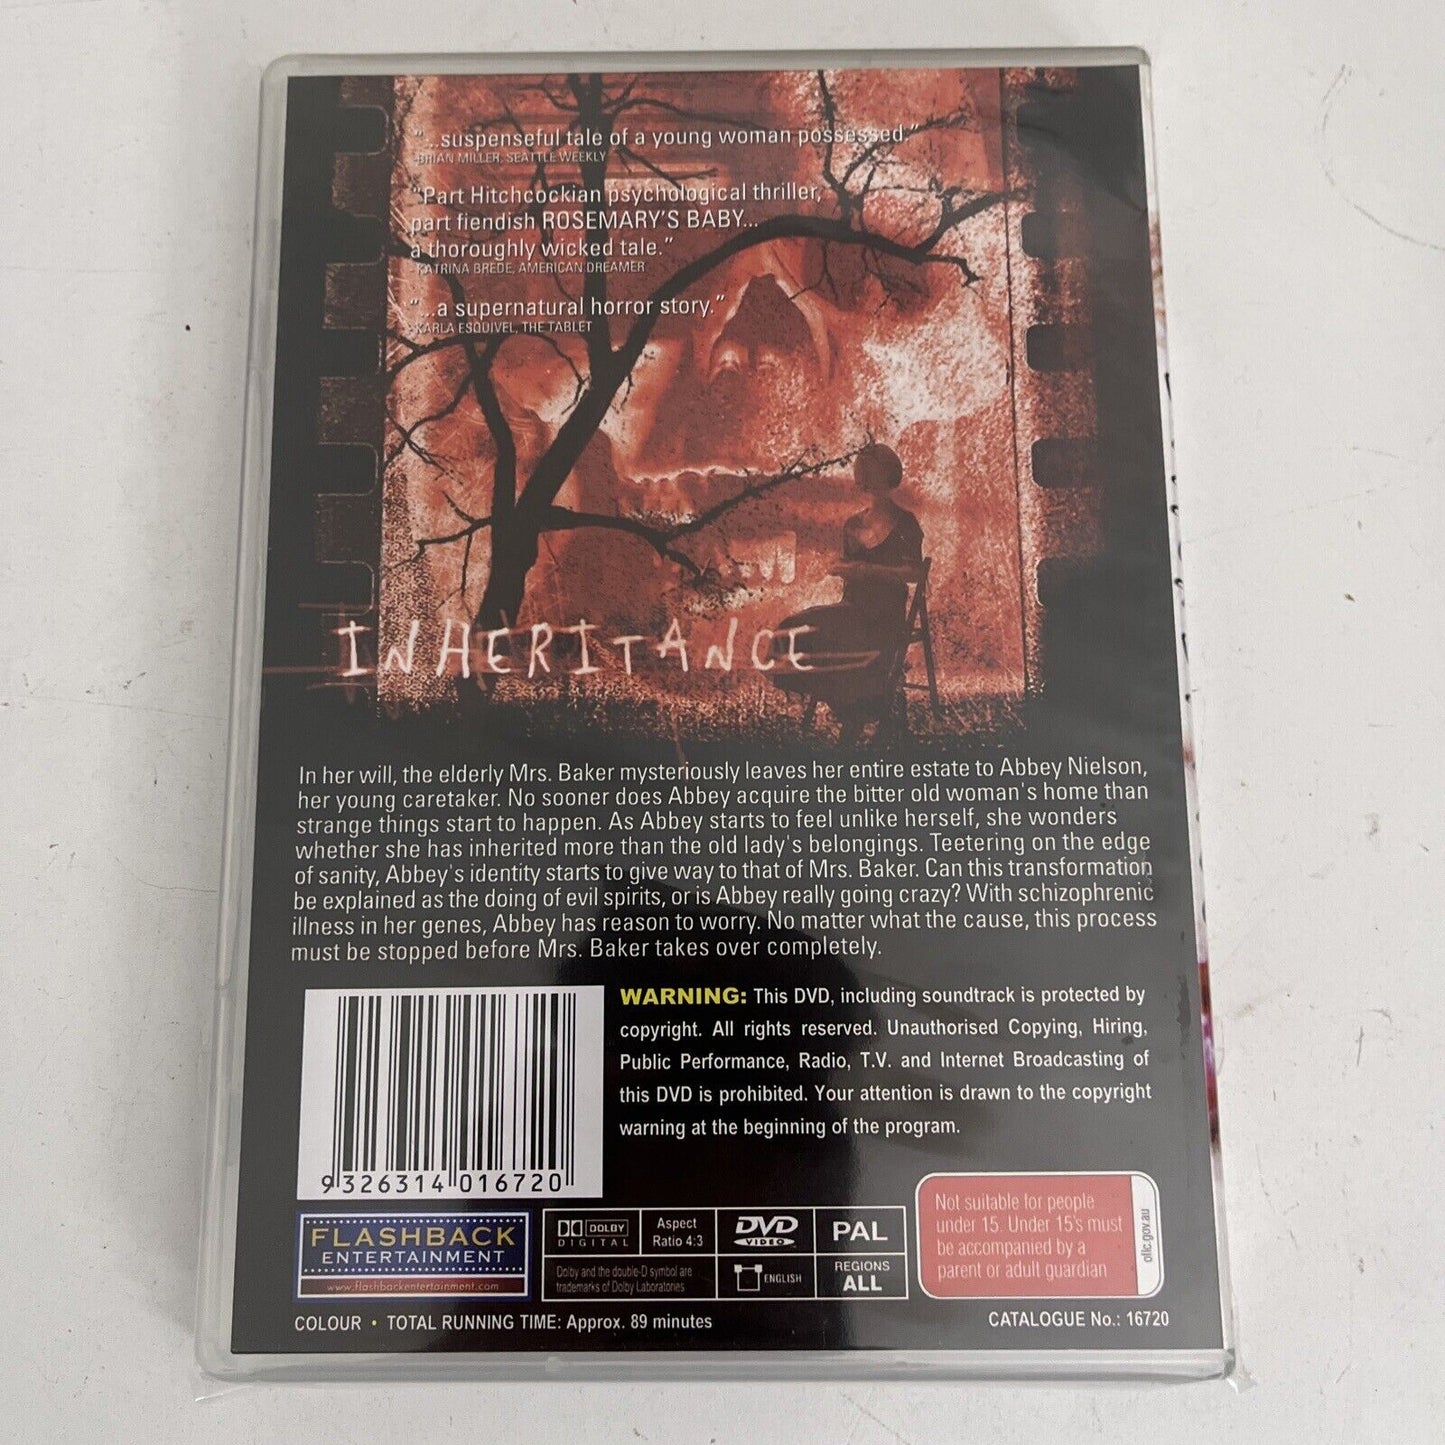 "...suspenseful tale of a young woman possessed."
-BRIAN MILLER, SEATTLE WEEKLY
"Part Hitchcockian psychological thriller,
part fiendish ROSEMARY'S BABY...
a thoroughly wicked tale."
-KATRINA BREDE, AMERICAN DREAMER
"...a supernatural horror story."
-KARLA ESQUIVEL, THE TABLET
INHERITANCE
In her will, the elderly Mrs. Baker mysteriously leaves her entire estate to Abbey Nielson,
her young caretaker. No sooner does Abbey acquire the bitter old woman's home than
strange things start to happen. As Abbey starts to feel unlike herself, she wonders
whether she has inherited more than the old lady's belongings. Teetering on the edge
of sanity, Abbey's identity starts to give way to that of Mrs. Baker. Can this transformation
be explained as the doing of evil spirits, or is Abbey really going crazy? With schizophrenic
illness in her genes, Abbey has reason to worry. No matter what the cause, this process
must be stopped before Mrs. Baker takes over completely.
WARNING: This DVD, including soundtrack is protected by
copyright. All rights reserved. Unauthorised Copying, Hiring,
Public Performance, Radio, T.V. and Internet Broadcasting of
this DVD is prohibited. Your attention is drawn to the copyright
warning at the beginning of the program.
9 326314 016720
FLASHBACK
ENTERTAINMENT
www.flashbackentertainment.com
DOLBY
DIGITAL
Aspect
Ratio 4:3
DVD
VIDEO
PAL
Dolby and the double-D symbol are
trademarks of Dolby Laboratories
ENGLISH
REGIONS
ALL
Not suitable for people
under 15. Under 15's must
be accompanied by a
parent or adult guardian
oflc.gov.au
COLOUR • TOTAL RUNNING TIME: Approx. 89 minutes
CATALOGUE No.: 16720